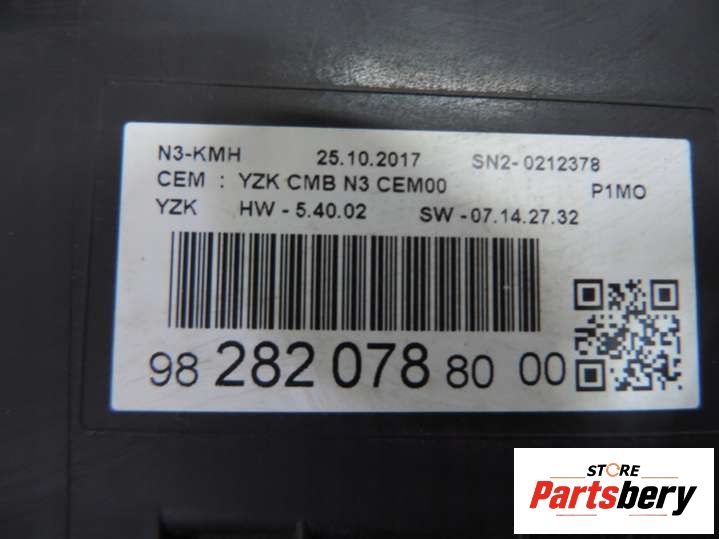 N3-KMH 25.10.2017 SN2-0212378
CEM : YZK CMB N3 CEM00 P1MO
YZK HW - 5.40.02 SW -07.14.27.32
98 282 078 80 00
STORE
Partsbery